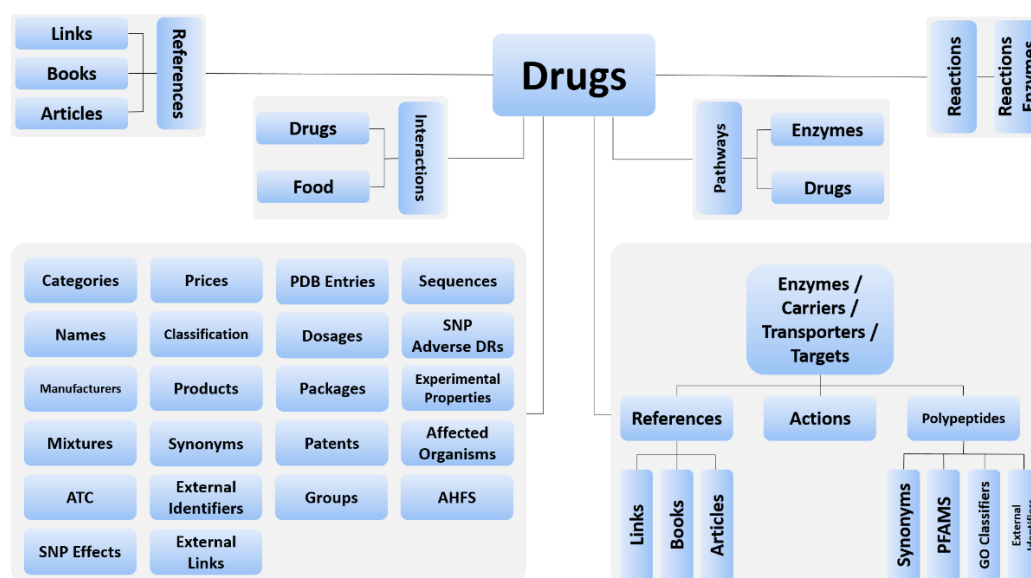 Drugs
Links
Books
Articles
References
Drugs
Food
Interactions
Pathways
Enzymes
Drugs
Reactions
Reactions
Enzymes
Categories
Prices
PDB Entries
Sequences
Names
Classification
Dosages
SNP
Adverse DRs
Manufacturers
Products
Packages
Experimental
Properties
Mixtures
Synonyms
Patents
Affected
Organisms
ATC
External
Identifiers
Groups
AHFS
SNP Effects
External
Links
Enzymes /
Carriers /
Transporters /
Targets
References
Actions
Polypeptides
Links
Books
Articles
Synonyms
PFAMS
GO Classifiers
External
Identifiers